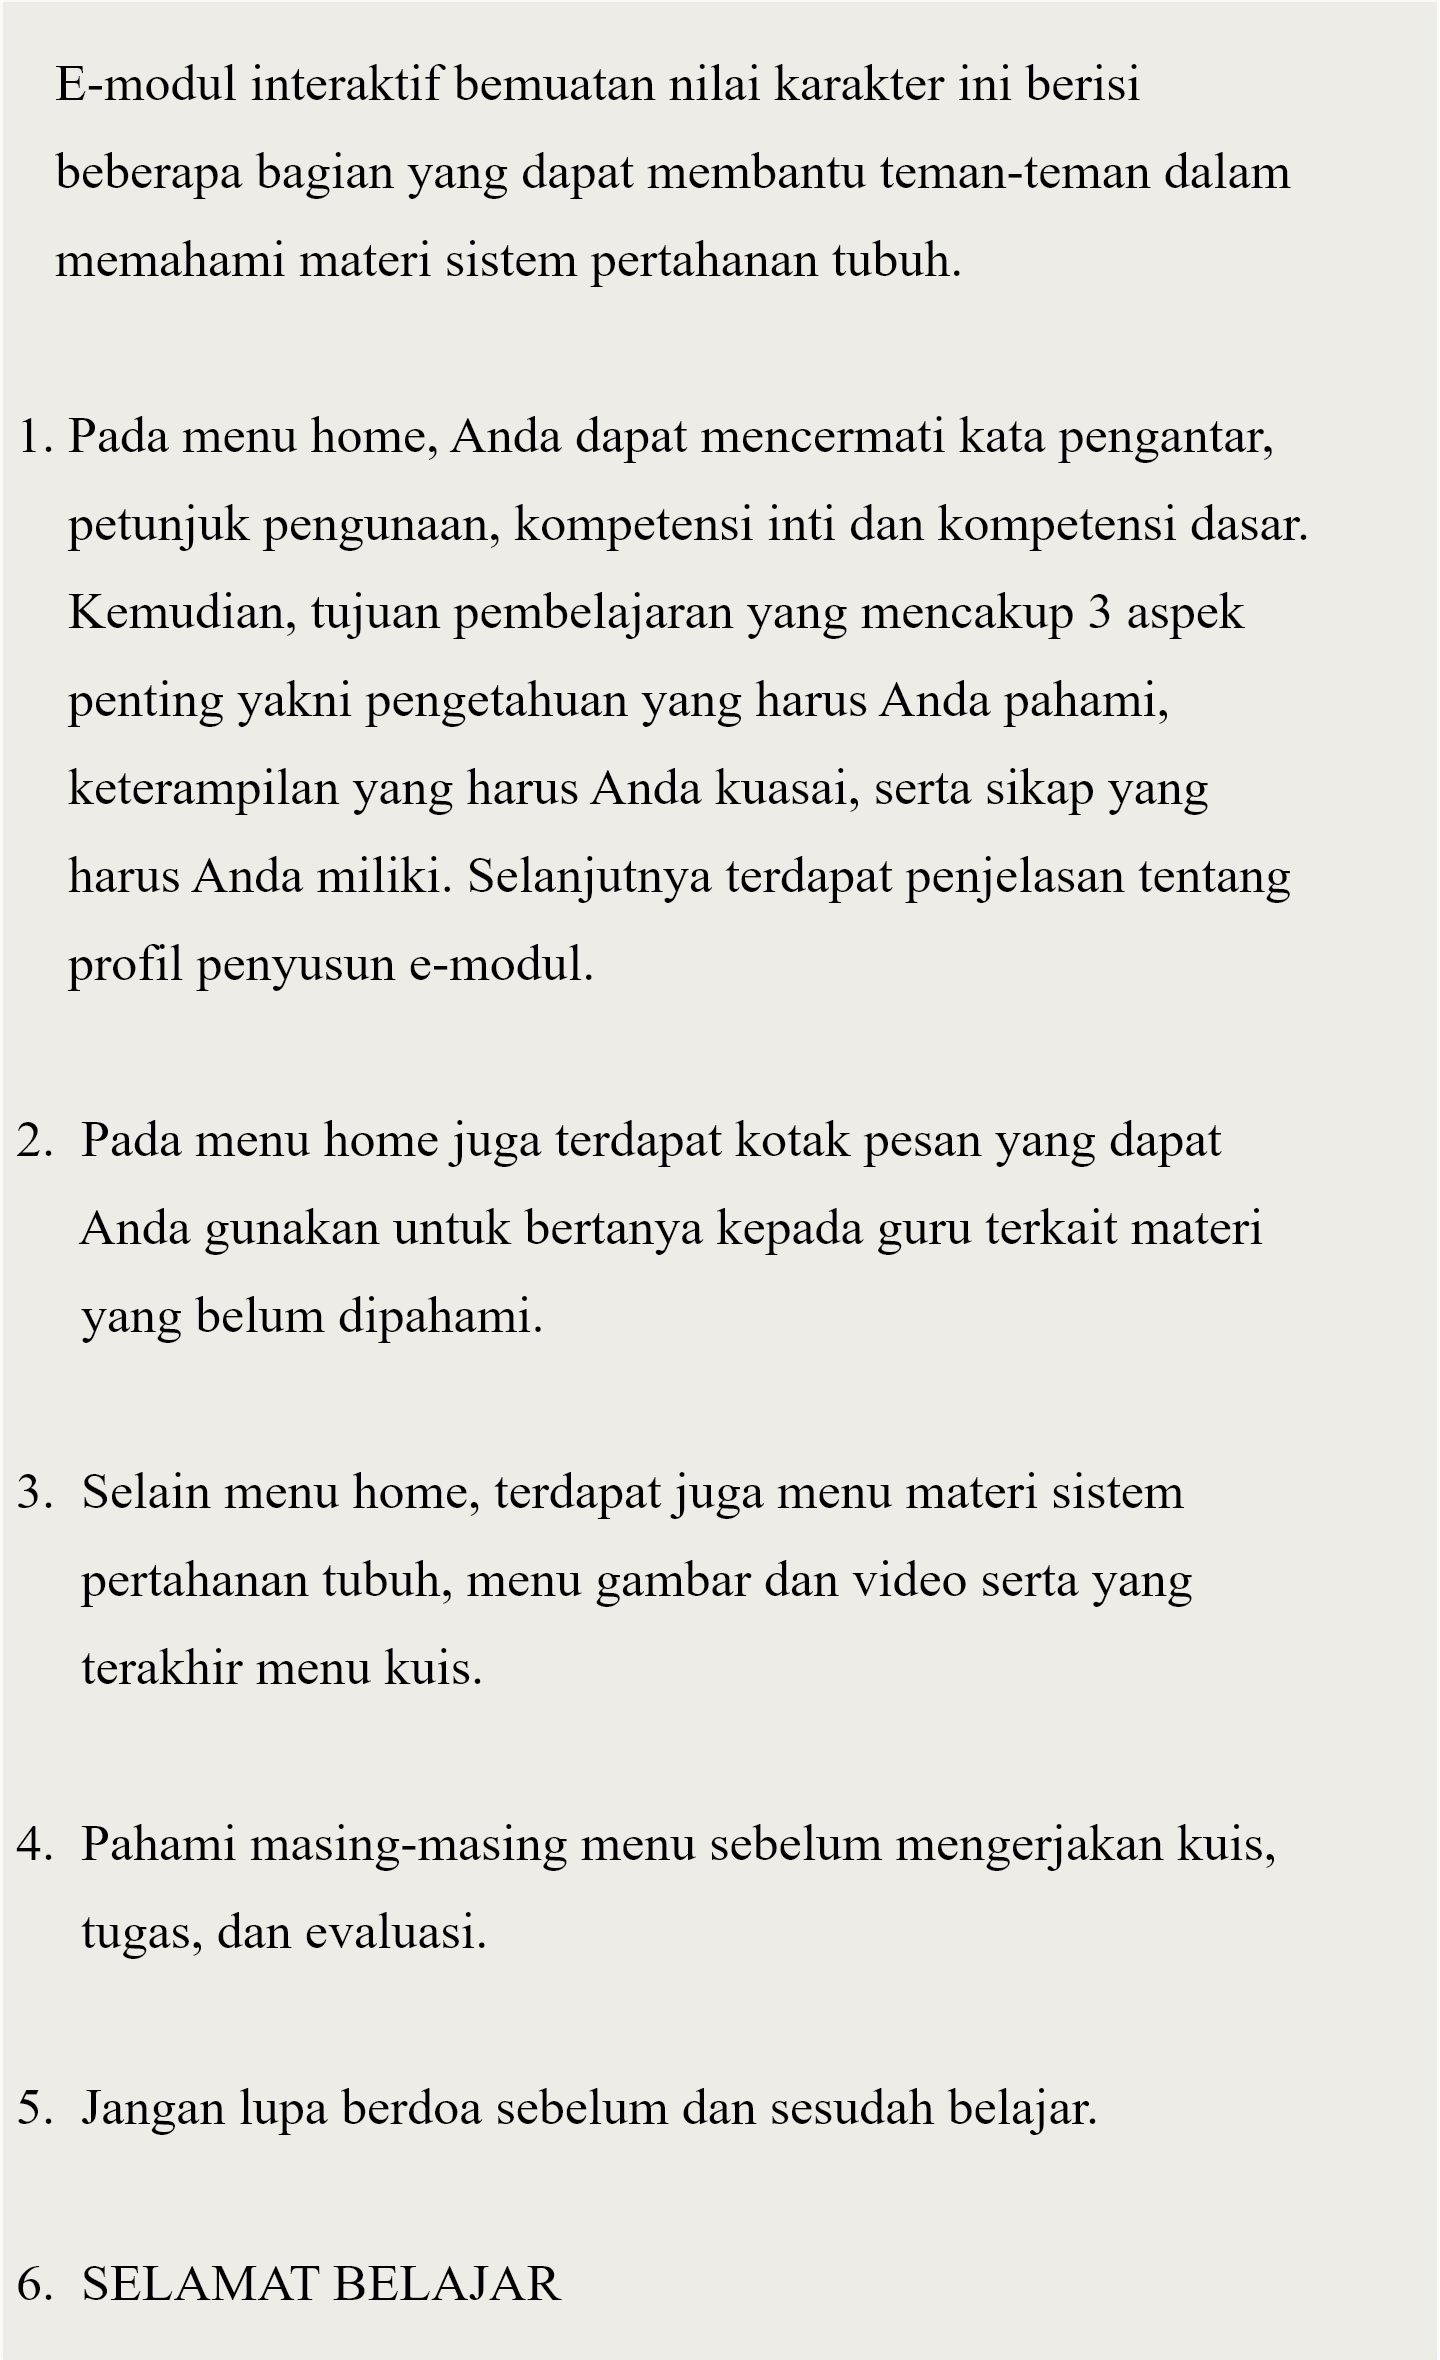 E-modul interaktif bemuatan nilai karakter ini berisi
beberapa bagian yang dapat membantu teman-teman dalam
memahami materi sistem pertahanan tubuh.
1. Pada menu home, Anda dapat mencermati kata pengantar,
petunjuk pengunaan, kompetensi inti dan kompetensi dasar.
Kemudian, tujuan pembelajaran yang mencakup 3 aspek
penting yakni pengetahuan yang harus Anda pahami,
keterampilan yang harus Anda kuasai, serta sikap yang
harus Anda miliki. Selanjutnya terdapat penjelasan tentang
profil penyusun e-modul.
2. Pada menu home juga terdapat kotak pesan yang dapat
Anda gunakan untuk bertanya kepada guru terkait materi
yang belum dipahami.
3. Selain menu home, terdapat juga menu materi sistem
pertahanan tubuh, menu gambar dan video serta yang
terakhir menu kuis.
4. Pahami masing-masing menu sebelum mengerjakan kuis,
tugas, dan evaluasi.
5. Jangan lupa berdoa sebelum dan sesudah belajar.
6. SELAMAT BELAJAR